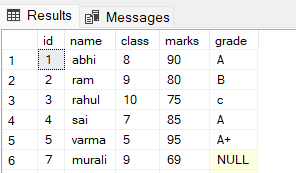 Results Messages
id name class marks grade
1 1 abhi 8 90 A
2 2 ram 9 80 B
3 3 rahul 10 75 c
4 4 sai 7 85 A
5 5 varma 5 95 A+
6 7 murali 9 69 NULL